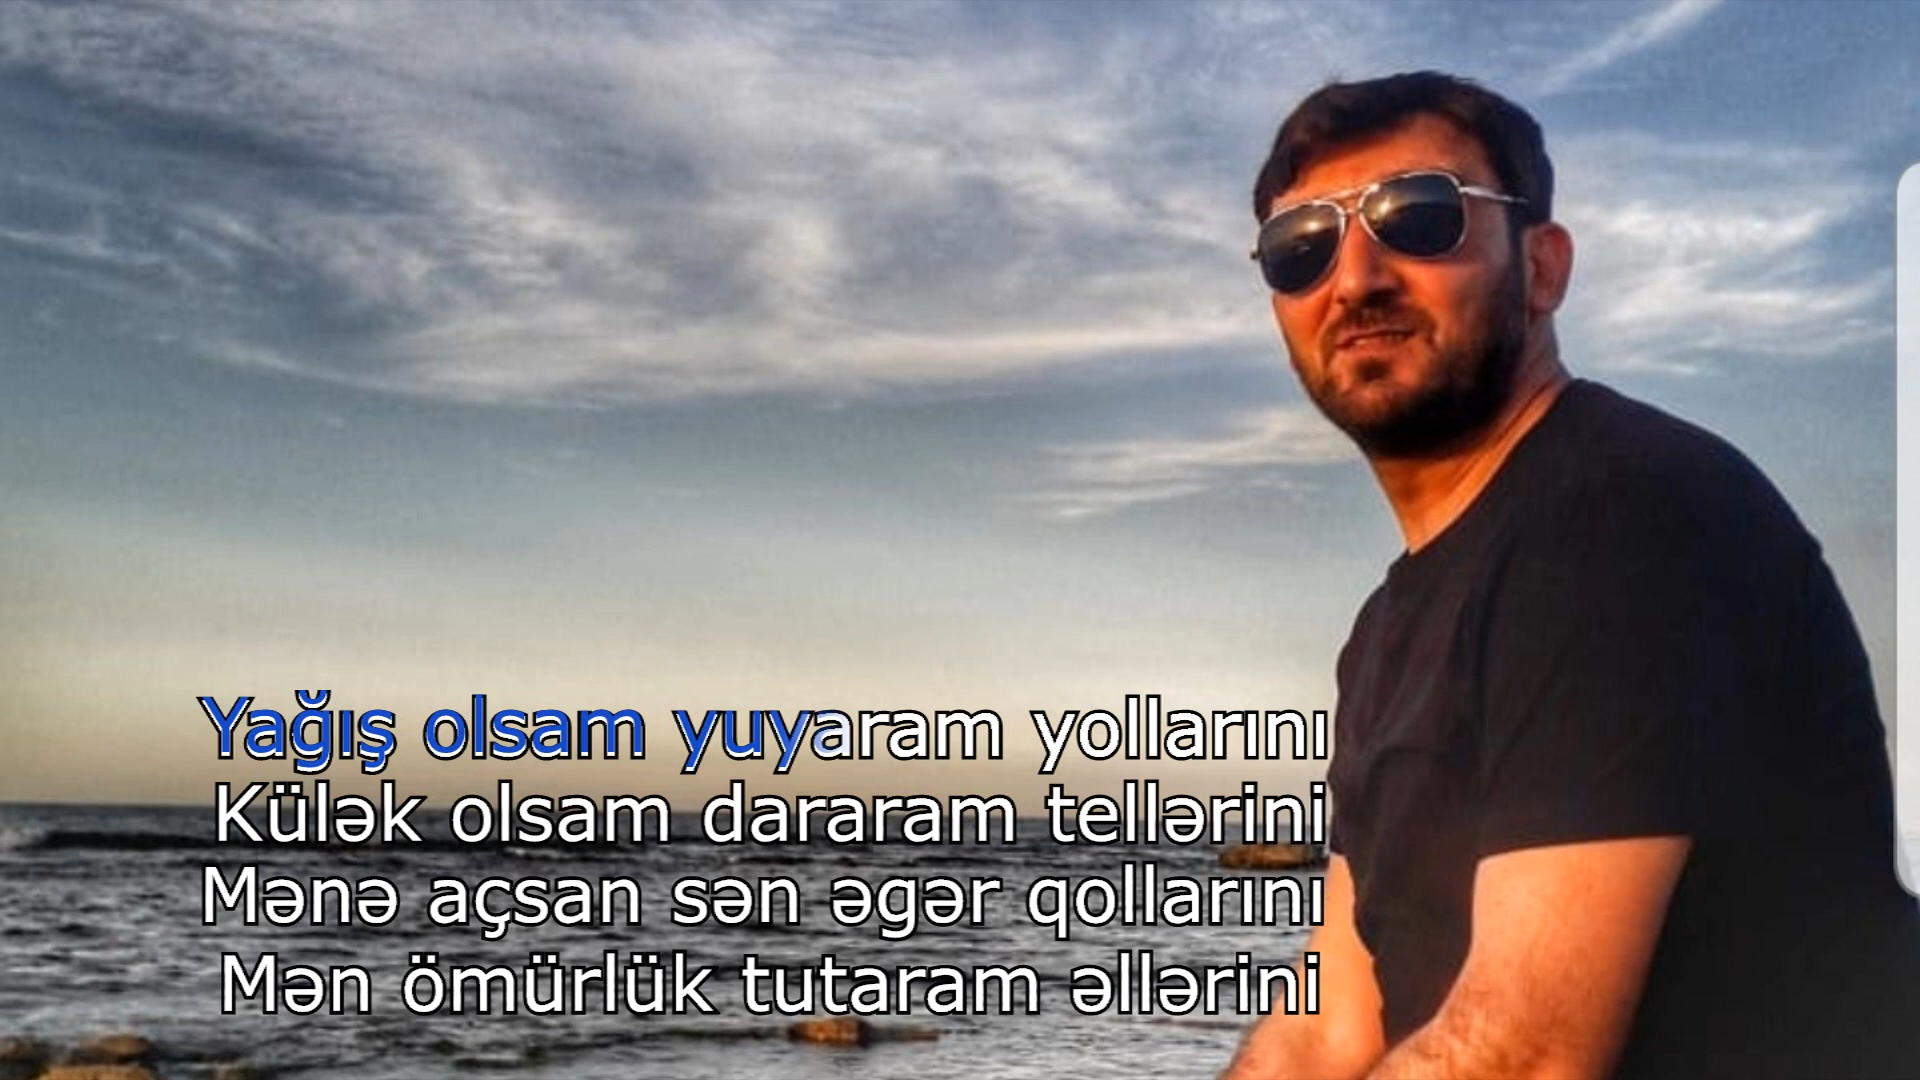 Yağış olsam yuyaram yollarını
Külək olsam dararam tellərini
Mənə açsan sən əgər qollarını
Mən ömürlük tutaram əllərini